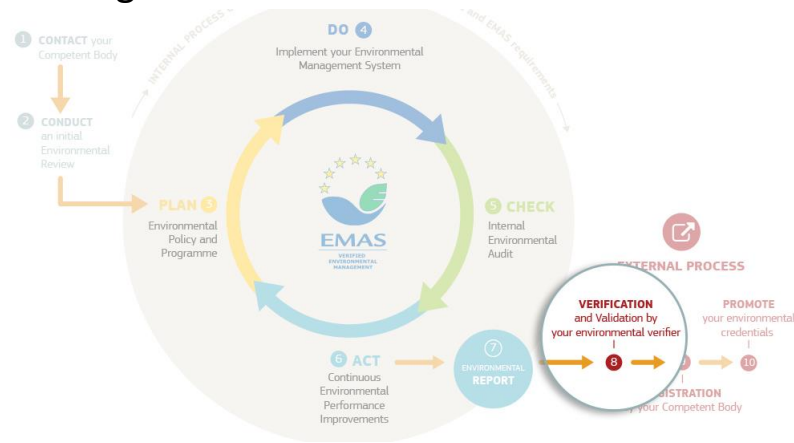 DO 4
Implement your Environmental
Management System
1 CONTACT your
Competent Body
2 CONDUCT
an initial
Environmental
Review
INTERNAL PROCESS
and EMAS requirements
PLAN 3
Environmental
Policy and
Programme
EMAS
VERIFIED
ENVIRONMENTAL
MANAGEMENT
5 CHECK
Internal
Environmental
Audit
6 ACT
Continuous
Environmental
Performance
Improvements
7
ENVIRONMENTAL
REPORT
EXTERNAL PROCESS
VERIFICATION
and Validation by
your environmental verifier
8
PROMOTE
your environmental
credentials
10
your Competent Body